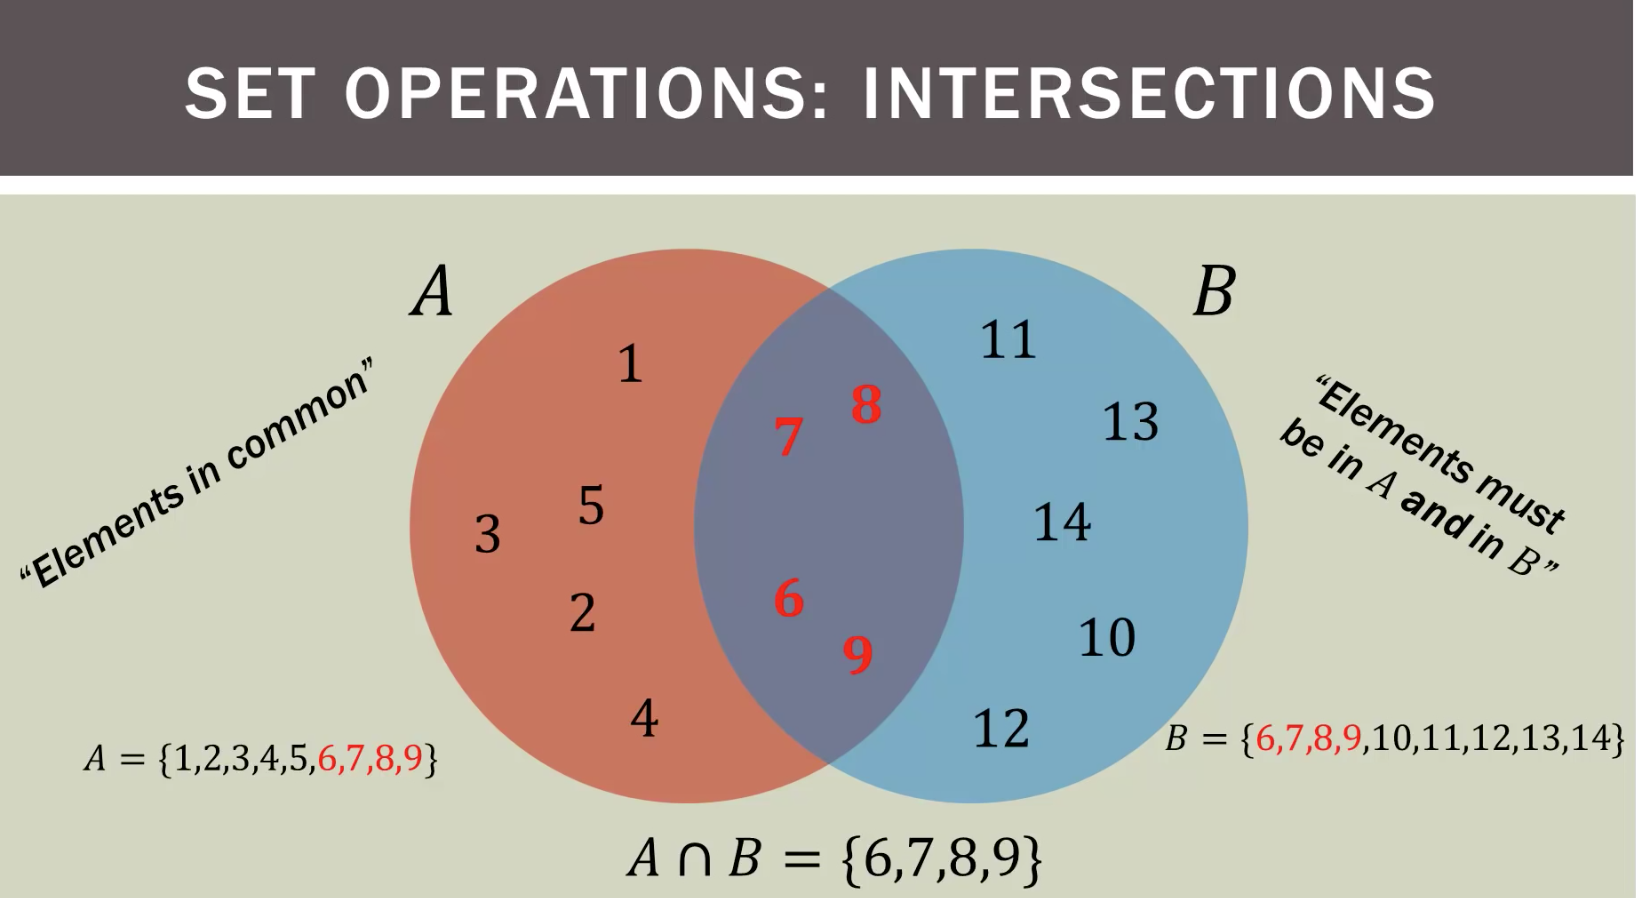 SET OPERATIONS: INTERSECTIONS
A
B
“Elements in common”
“Elements must
be in A and in B”
1
3
5
2
4
7
8
6
9
11
13
14
10
12
A = {1,2,3,4,5,6,7,8,9}
B = {6,7,8,9,10,11,12,13,14}
A ∩ B = {6,7,8,9}